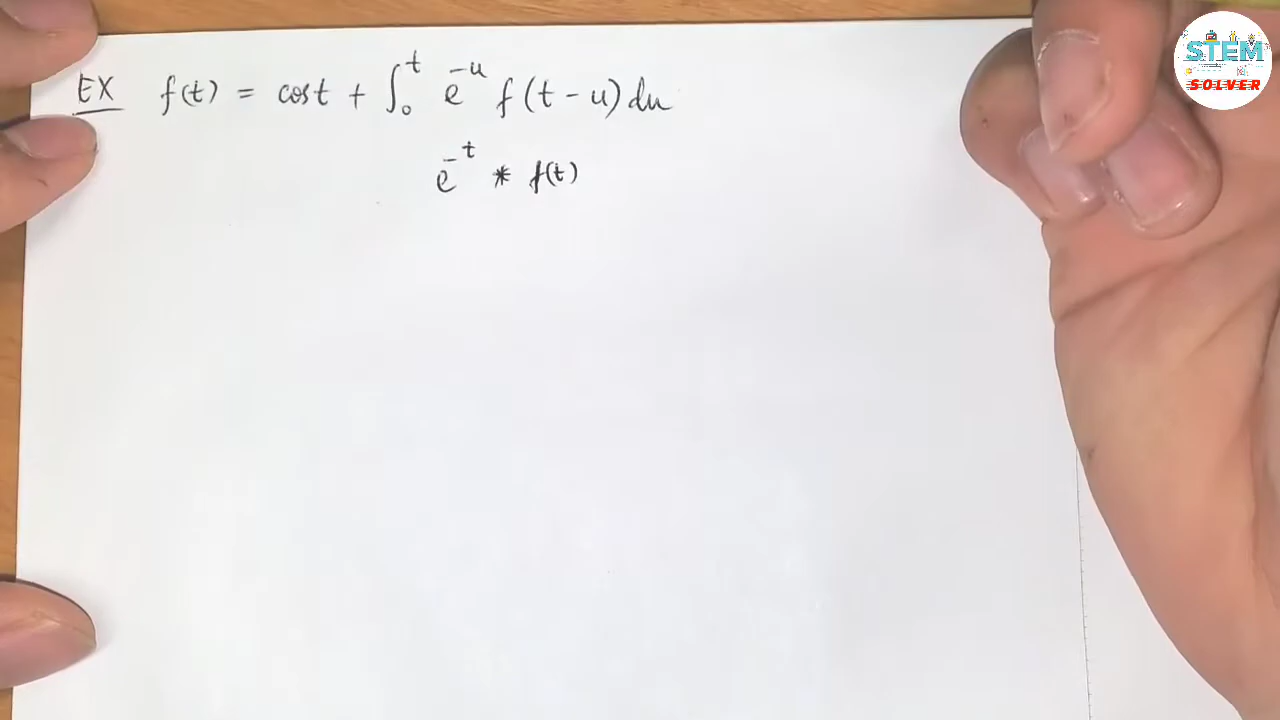 EX f(t) = cos t + ∫₀ᵗ e⁻ᵘ f(t-u) du
e⁻ᵗ * f(t)
STEM
SOLVER